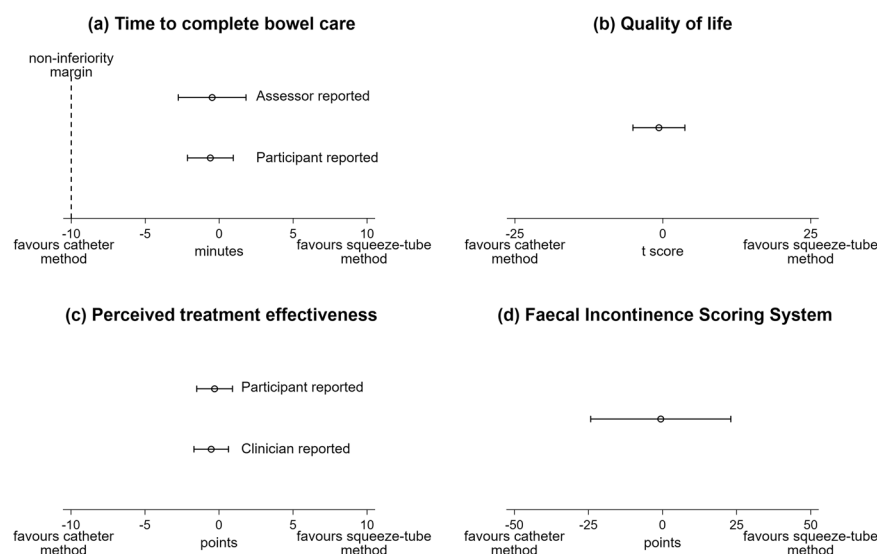 (a) Time to complete bowel care
non-inferiority
margin
Assessor reported
Participant reported
-10 -5 0 5 10
favours catheter
method
minutes
favours squeeze-tube
method
(b) Quality of life
-25 0 25
favours catheter
method
t score
favours squeeze-tube
method
(c) Perceived treatment effectiveness
Participant reported
Clinician reported
-10 -5 0 5 10
favours catheter
method
points
favours squeeze-tube
method
(d) Faecal Incontinence Scoring System
-50 -25 0 25 50
favours catheter
method
points
favours squeeze-tube
method